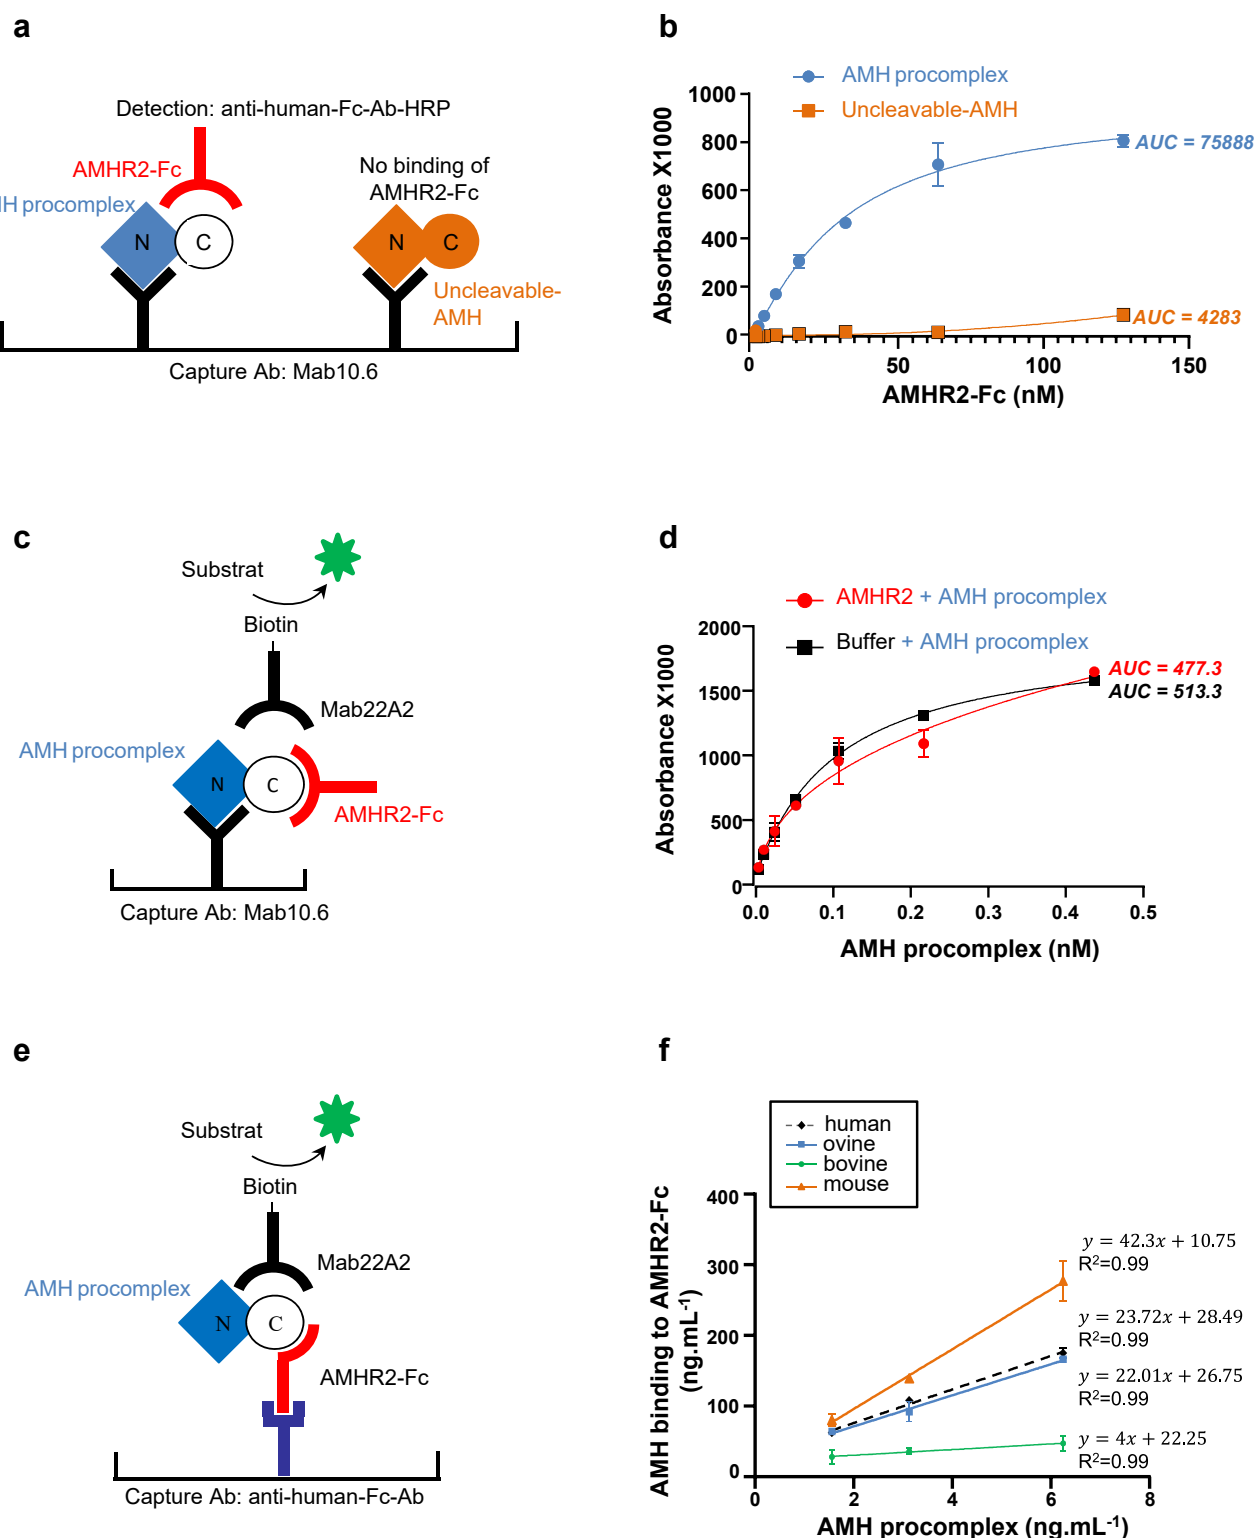 a
Detection: anti-human-Fc-Ab-HRP
AMHR2-Fc
No binding of
AMHR2-Fc
H procomplex
N
C
N
C
Uncleavable-
AMH
Capture Ab: Mab10.6
b
AMH procomplex
Uncleavable-AMH
Absorbance X1000
1000
800
600
400
200
0
AUC = 75888
AUC = 4283
0
50
100
150
AMHR2-Fc (nM)
c
Substrat
Biotin
Mab22A2
AMH procomplex
N
C
AMHR2-Fc
Capture Ab: Mab10.6
d
AMHR2 + AMH procomplex
Buffer + AMH procomplex
Absorbance X1000
2000
1500
1000
500
0
AUC = 477.3
AUC = 513.3
0.0
0.1
0.2
0.3
0.4
0.5
AMH procomplex (nM)
e
Substrat
Biotin
Mab22A2
AMH procomplex
N
C
AMHR2-Fc
Capture Ab: anti-human-Fc-Ab
f
human
ovine
bovine
mouse
AMH binding to AMHR2-Fc
(ng.mL⁻¹)
400
300
200
100
0
y = 42.3x + 10.75
R²=0.99
y = 23.72x + 28.49
R²=0.99
y = 22.01x + 26.75
R²=0.99
y = 4x + 22.25
R²=0.99
0
2
4
6
8
AMH procomplex (ng.mL⁻¹)